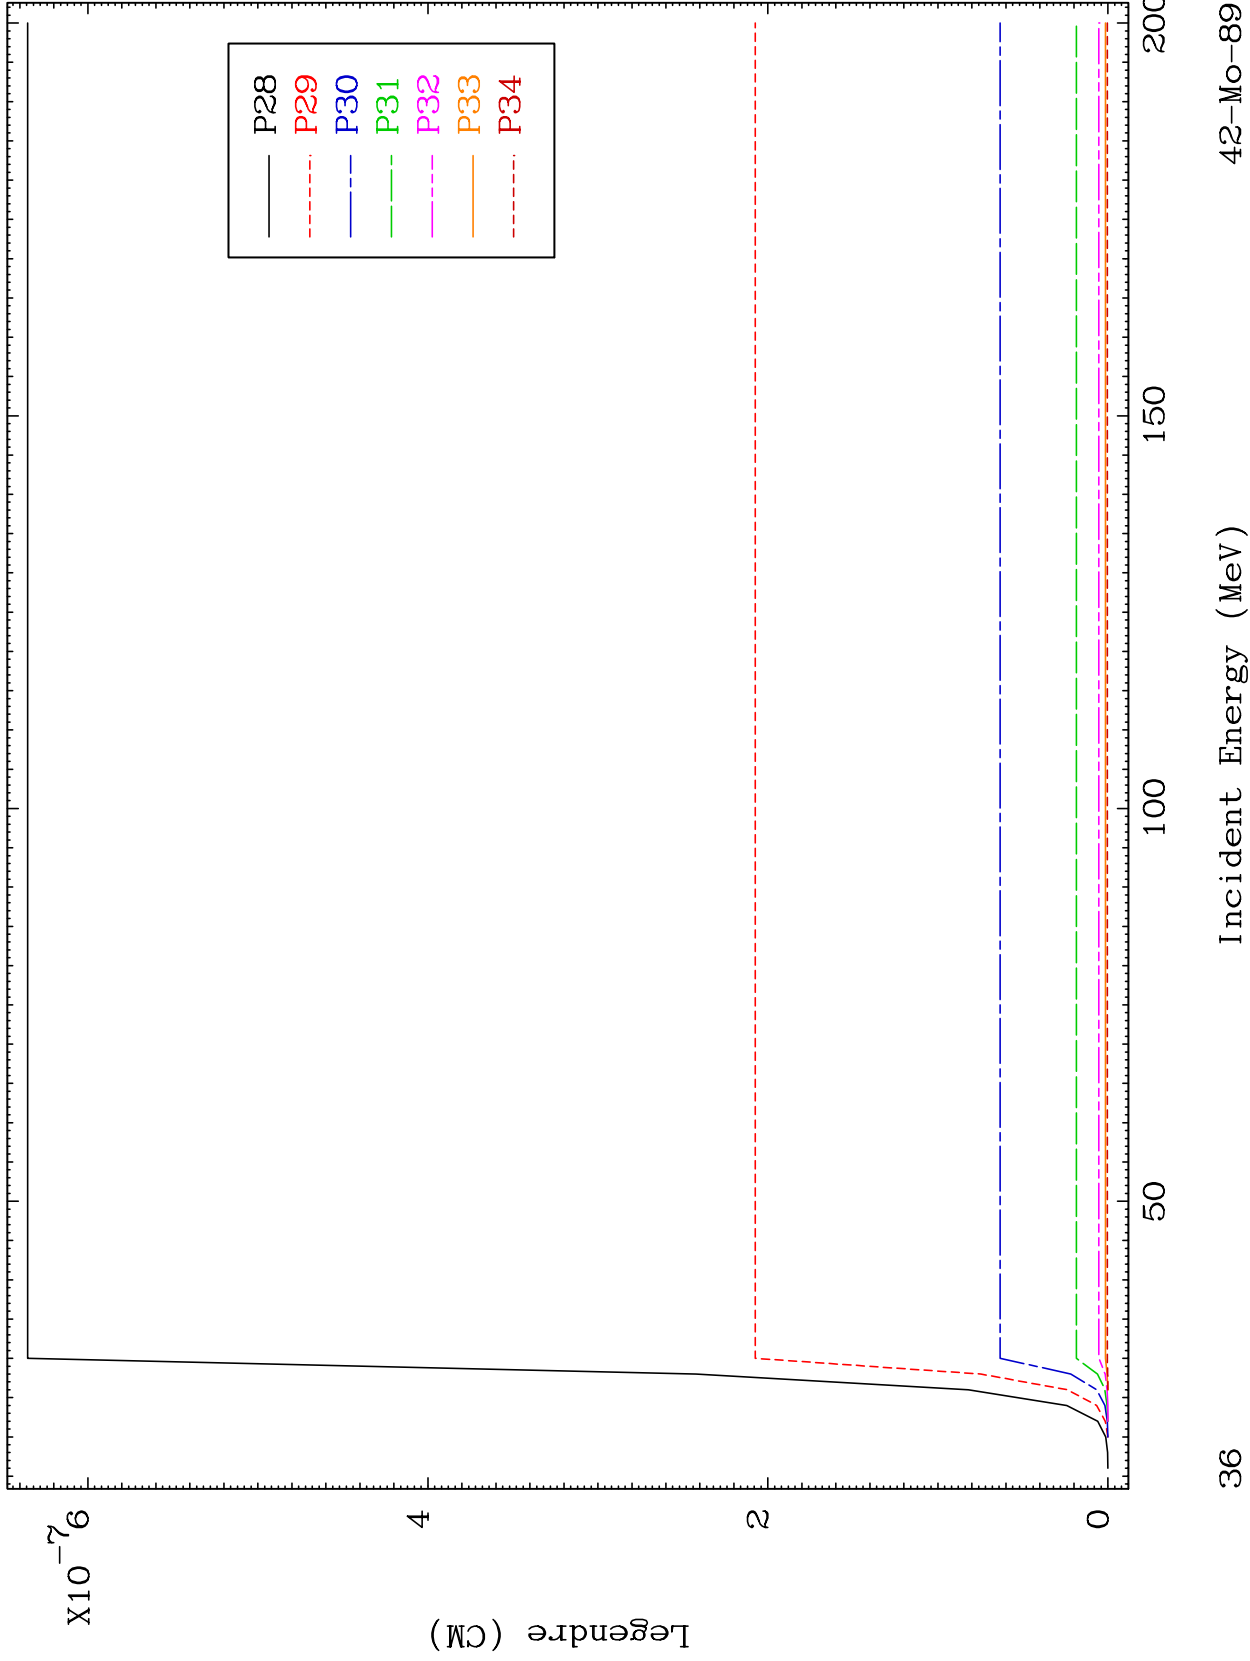 X10-7
6
4
2
0
Legendre (CM)
P28
P29
P30
P31
P32
P33
P34
50
100
150
200
Incident Energy (MeV)
36
42-Mo-89